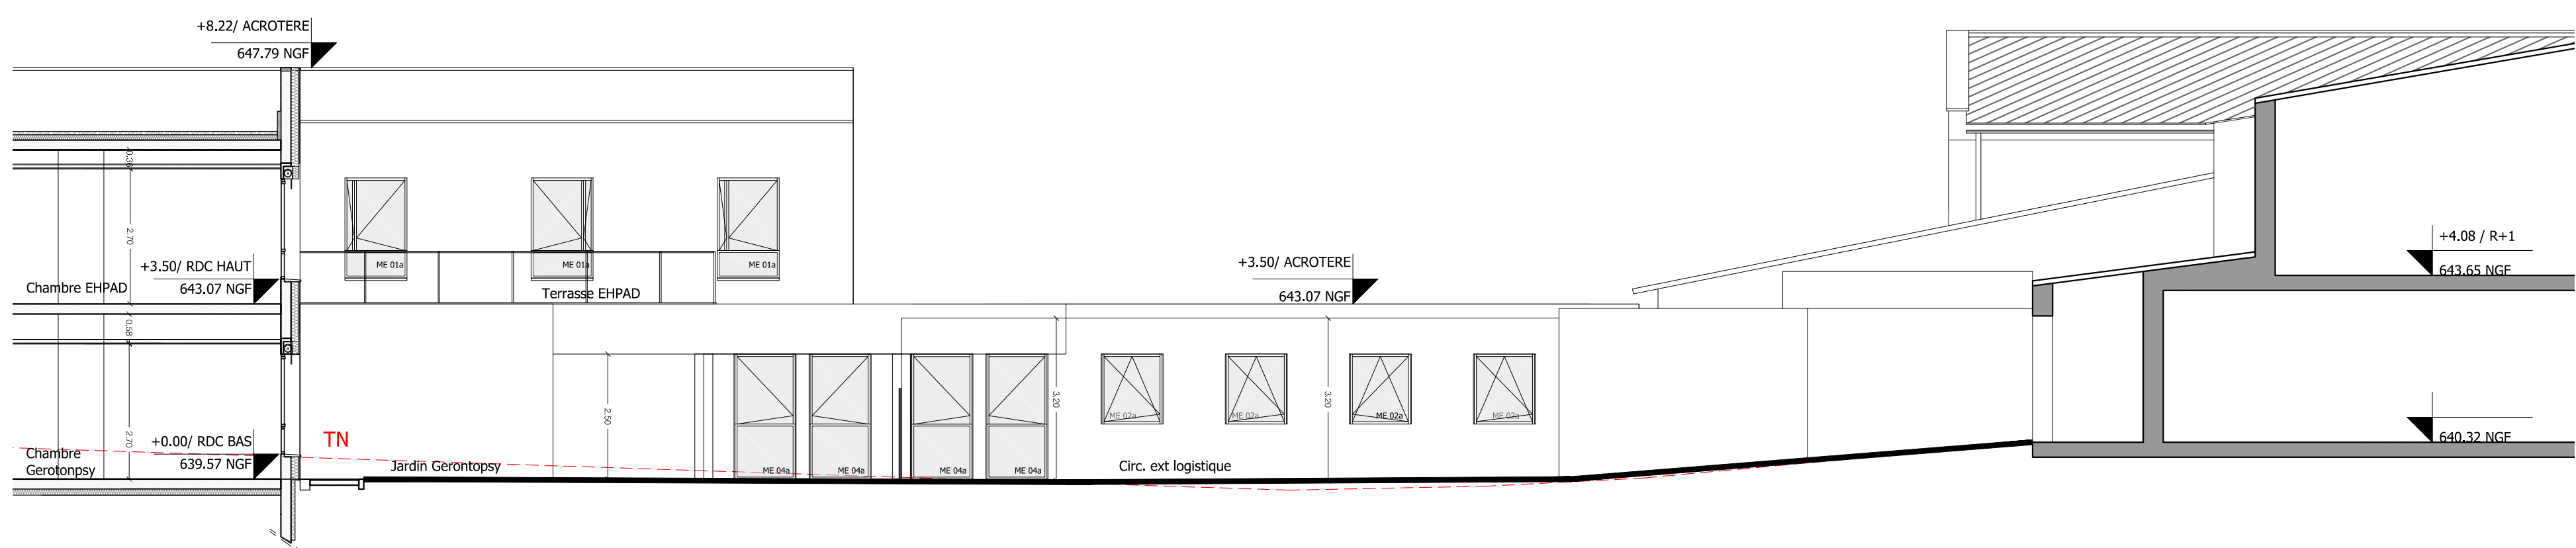 +8.22/ ACROTERE
647.79 NGF
0.36
2.70
ME 01a
ME 01a
ME 01a
+3.50/ RDC HAUT
643.07 NGF
Chambre EHPAD
Terrasse EHPAD
+3.50/ ACROTERE
643.07 NGF
+4.08 / R+1
643.65 NGF
0.58
2.70
2.50
3.20
3.20
ME 02a
ME 02a
ME 02a
ME 02a
+0.00/ RDC BAS
639.57 NGF
TN
Chambre
Gerotonpsy
Jardin Gerontopsy
ME 04a
ME 04a
ME 04a
ME 04a
Circ. ext logistique
640.32 NGF